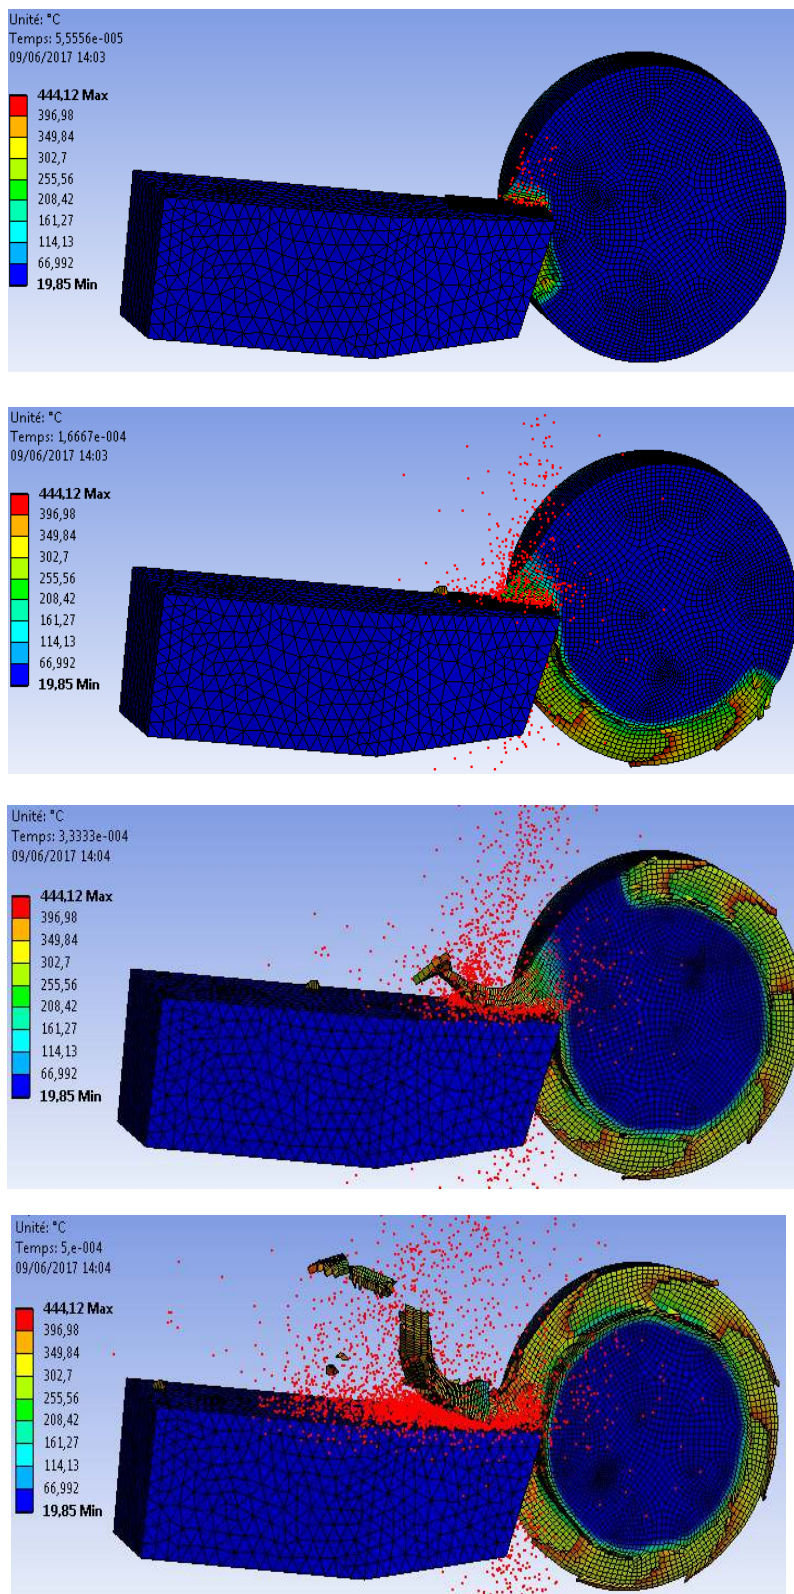 Unité: °C
Temps: 5,5556e-005
09/06/2017 14:03
444,12 Max
396,98
349,84
302,7
255,56
208,42
161,27
114,13
66,992
19,85 Min
Unité: °C
Temps: 1,6667e-004
09/06/2017 14:03
444,12 Max
396,98
349,84
302,7
255,56
208,42
161,27
114,13
66,992
19,85 Min
Unité: °C
Temps: 3,3333e-004
09/06/2017 14:04
444,12 Max
396,98
349,84
302,7
255,56
208,42
161,27
114,13
66,992
19,85 Min
Unité: °C
Temps: 5,e-004
09/06/2017 14:04
444,12 Max
396,98
349,84
302,7
255,56
208,42
161,27
114,13
66,992
19,85 Min